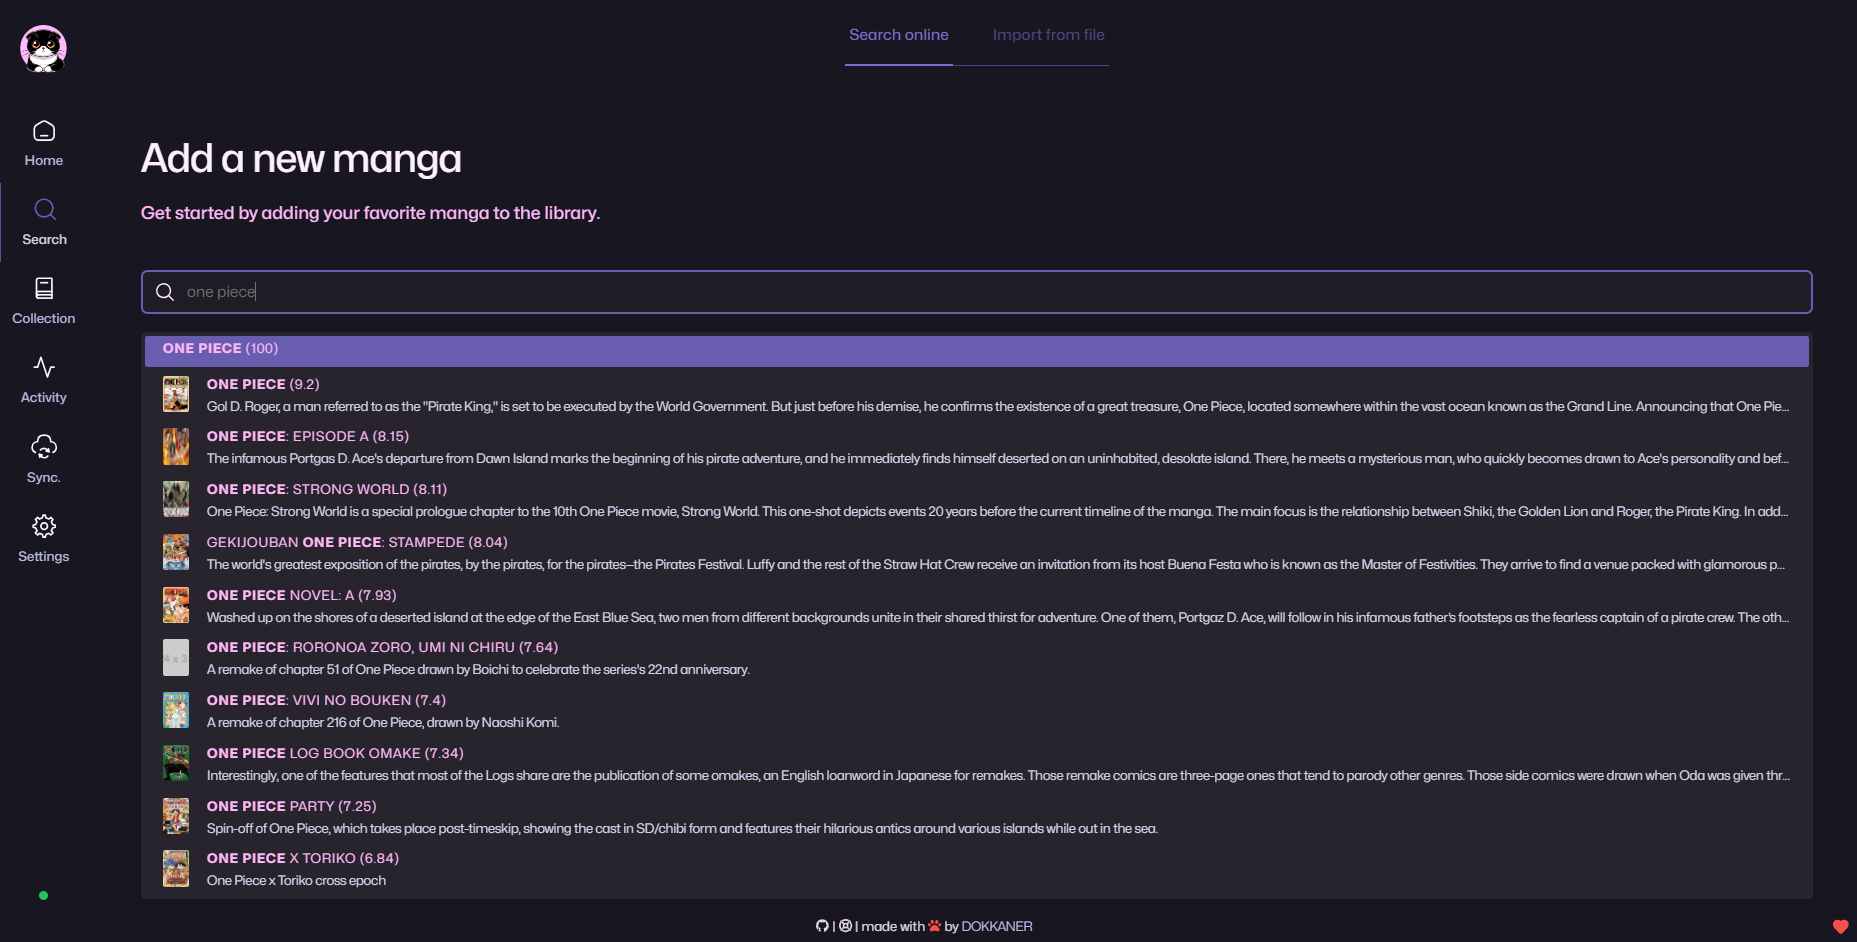 Search online
Import from file
Home
Search
Collection
Activity
Sync.
Settings
Add a new manga
Get started by adding your favorite manga to the library.
one piece
ONE PIECE (100)
ONE PIECE (9.2)
Gol D. Roger, a man referred to as the "Pirate King," is set to be executed by the World Government. But just before his demise, he confirms the existence of a great treasure, One Piece, located somewhere within the vast ocean known as the Grand Line. Announcing that One Pie...
ONE PIECE: EPISODE A (8.15)
The infamous Portgas D. Ace's departure from Dawn Island marks the beginning of his pirate adventure, and he immediately finds himself deserted on an uninhabited, desolate island. There, he meets a mysterious man, who quickly becomes drawn to Ace's personality and bef...
ONE PIECE: STRONG WORLD (8.11)
One Piece: Strong World is a special prologue chapter to the 10th One Piece movie, Strong World. This one-shot depicts events 20 years before the current timeline of the manga. The main focus is the relationship between Shiki, the Golden Lion and Roger, the Pirate King. In add...
GEKIJOUBAN ONE PIECE: STAMPEDE (8.04)
The world's greatest exposition of the pirates, by the pirates, for the pirates—the Pirates Festival. Luffy and the rest of the Straw Hat Crew receive an invitation from its host Buena Festa who is known as the Master of Festivities. They arrive to find a venue packed with glamorous p...
ONE PIECE NOVEL: A (7.93)
Washed up on the shores of a deserted island at the edge of the East Blue Sea, two men from different backgrounds unite in their shared thirst for adventure. One of them, Portgaz D. Ace, will follow in his infamous father's footsteps as the fearless captain of a pirate crew. The oth...
ONE PIECE: RORONOA ZORO, UMI NI CHIRU (7.64)
A remake of chapter 51 of One Piece drawn by Boichi to celebrate the series's 22nd anniversary.
ONE PIECE: VIVI NO BOUKEN (7.4)
A remake of chapter 216 of One Piece, drawn by Naoshi Komi.
ONE PIECE LOG BOOK OMAKE (7.34)
Interestingly, one of the features that most of the Logs share are the publication of some omakes, an English loanword in Japanese for remakes. Those remake comics are three-page ones that tend to parody other genres. Those side comics were drawn when Oda was given thr...
ONE PIECE PARTY (7.25)
Spin-off of One Piece, which takes place post-timeskip, showing the cast in SD/chibi form and features their hilarious antics around various islands while out in the sea.
ONE PIECE X TORIKO (6.84)
One Piece x Toriko cross epoch
| | made with by DOKKANER